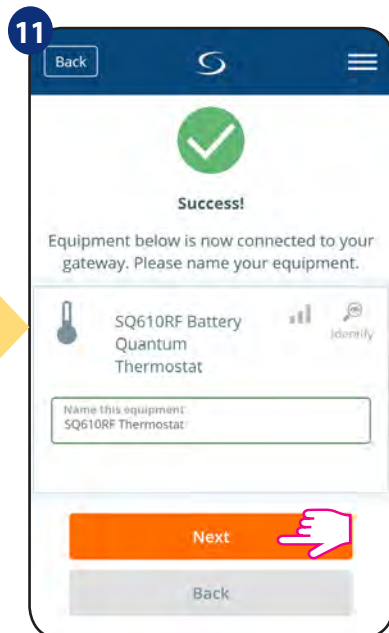 11
Back
Success!
Equipment below is now connected to your
gateway. Please name your equipment.
SQ610RF Battery
Quantum
Thermostat
Identify
Name this equipment
SQ610RF Thermostat
Next
Back